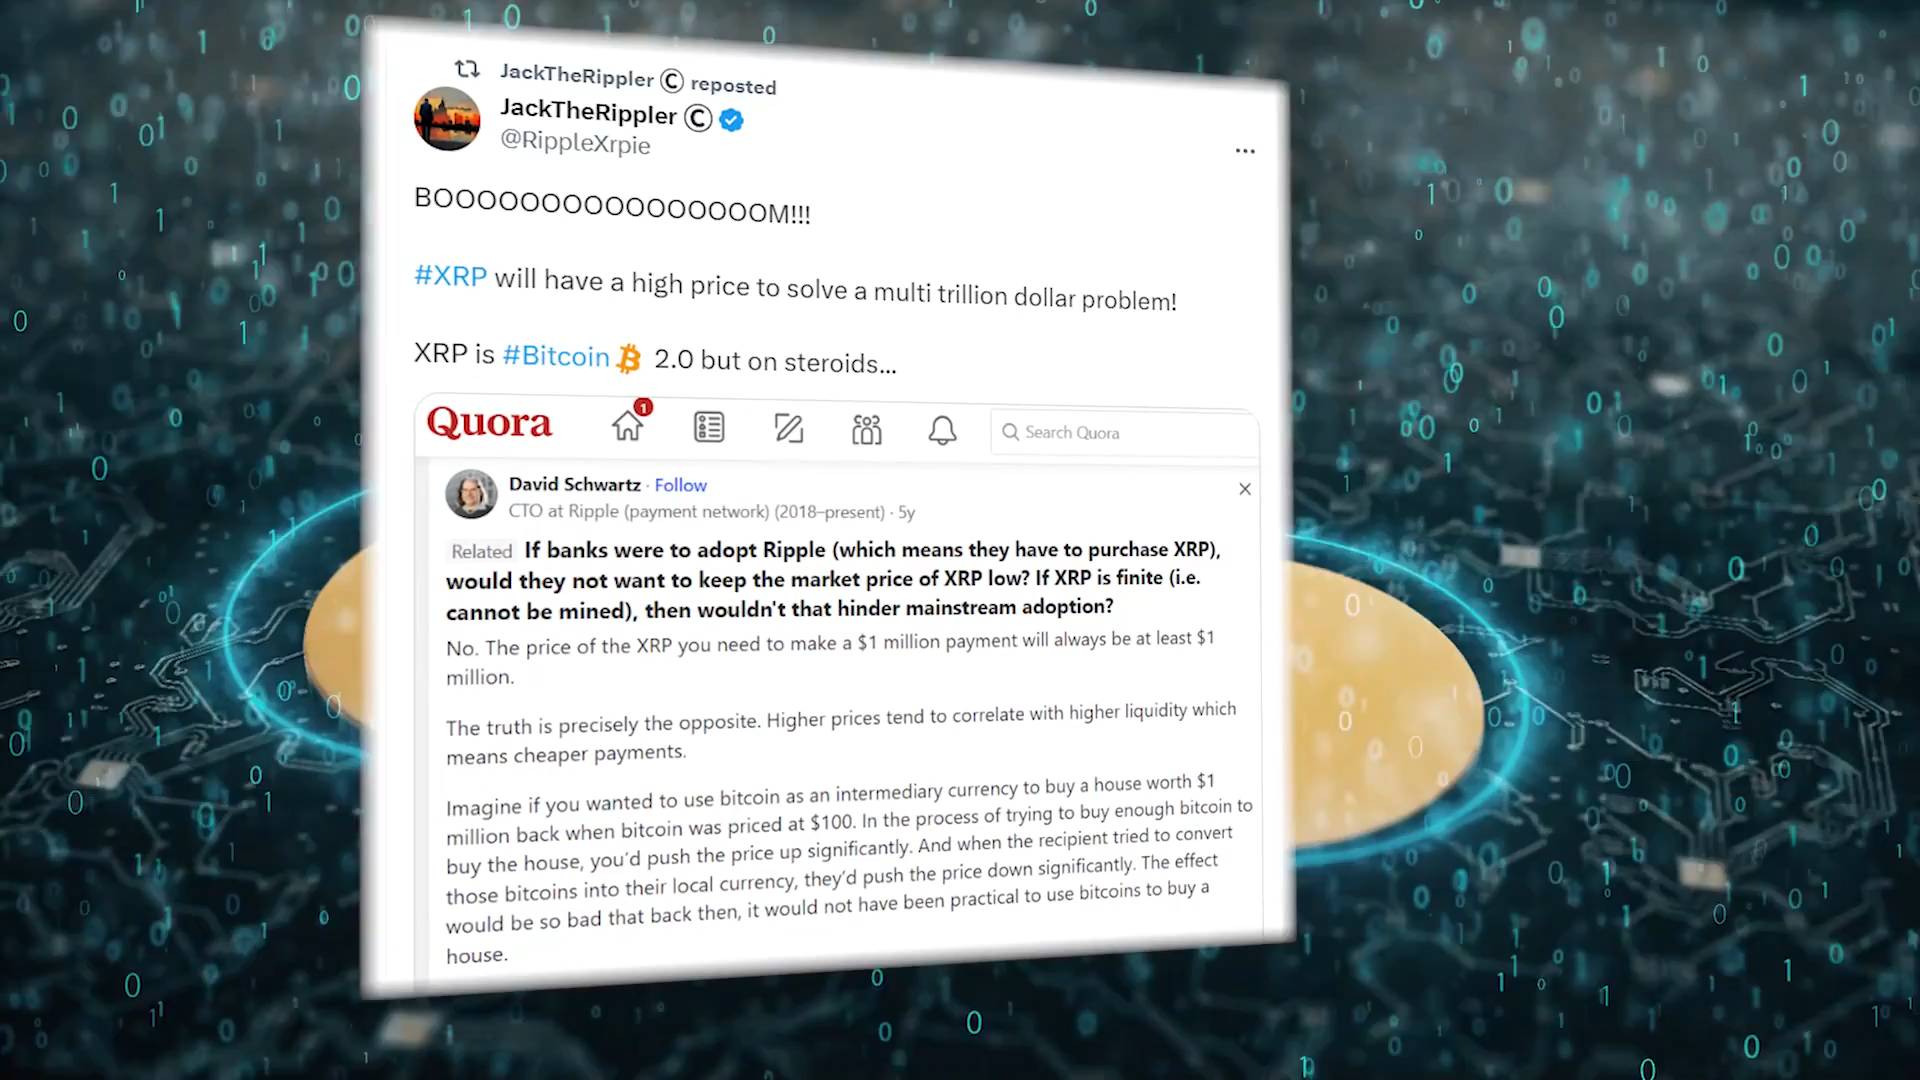 JackTheRippler © reposted
JackTheRippler ©
@RippleXrpie
BOOOOOOOOOOOOOOOOM!!!
#XRP will have a high price to solve a multi trillion dollar problem!
XRP is #Bitcoin 2.0 but on steroids...
Quora
1
Search Quora
David Schwartz · Follow
CTO at Ripple (payment network) (2018–present) · 5y
Related If banks were to adopt Ripple (which means they have to purchase XRP),
would they not want to keep the market price of XRP low? If XRP is finite (i.e.
cannot be mined), then wouldn't that hinder mainstream adoption?
No. The price of the XRP you need to make a $1 million payment will always be at least $1
million.
The truth is precisely the opposite. Higher prices tend to correlate with higher liquidity which
means cheaper payments.
Imagine if you wanted to use bitcoin as an intermediary currency to buy a house worth $1
million back when bitcoin was priced at $100. In the process of trying to buy enough bitcoin to
buy the house, you'd push the price up significantly. And when the recipient tried to convert
those bitcoins into their local currency, they'd push the price down significantly. The effect
would be so bad that back then, it would not have been practical to use bitcoins to buy a
house.